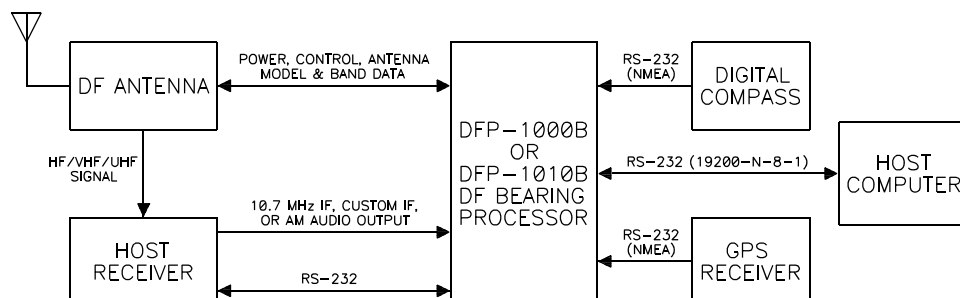 DF ANTENNA
POWER, CONTROL, ANTENNA
MODEL & BAND DATA
DFP-1000B
OR
DFP-1010B
DF BEARING
PROCESSOR
RS-232
(NMEA)
DIGITAL
COMPASS
RS-232 (19200-N-8-1)
HOST
COMPUTER
HF/VHF/UHF
SIGNAL
HOST
RECEIVER
10.7 MHz IF, CUSTOM IF,
OR AM AUDIO OUTPUT
RS-232
RS-232
(NMEA)
GPS
RECEIVER